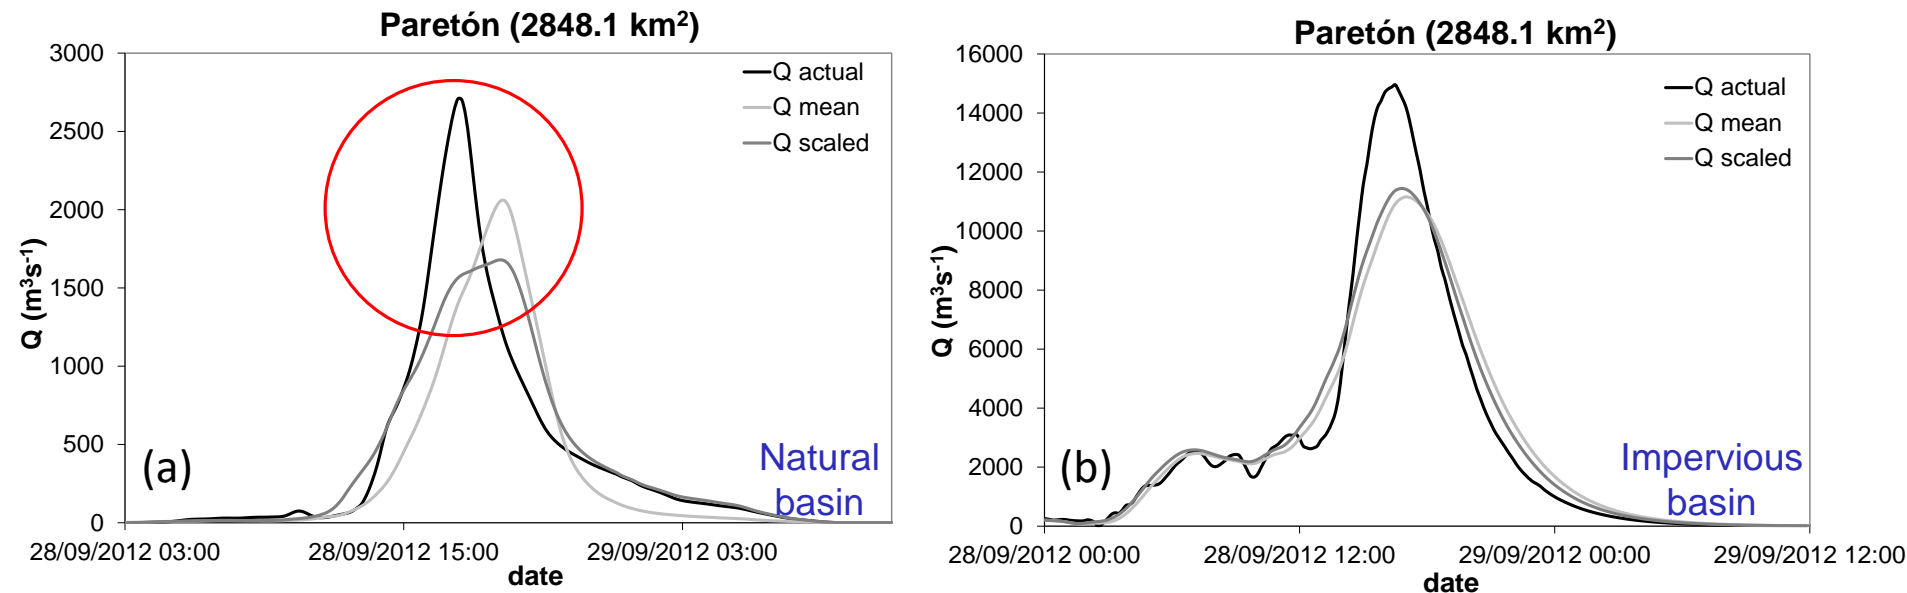 Paretón (2848.1 km²)
3000
2500
2000
1500
1000
500
0
Q (m³s⁻¹)
Q actual
Q mean
Q scaled
(a)
Natural
basin
28/09/2012 03:00
28/09/2012 15:00
29/09/2012 03:00
date
Paretón (2848.1 km²)
16000
14000
12000
10000
8000
6000
4000
2000
0
Q (m³s⁻¹)
Q actual
Q mean
Q scaled
(b)
Impervious
basin
28/09/2012 00:00
28/09/2012 12:00
29/09/2012 00:00
29/09/2012 12:00
date